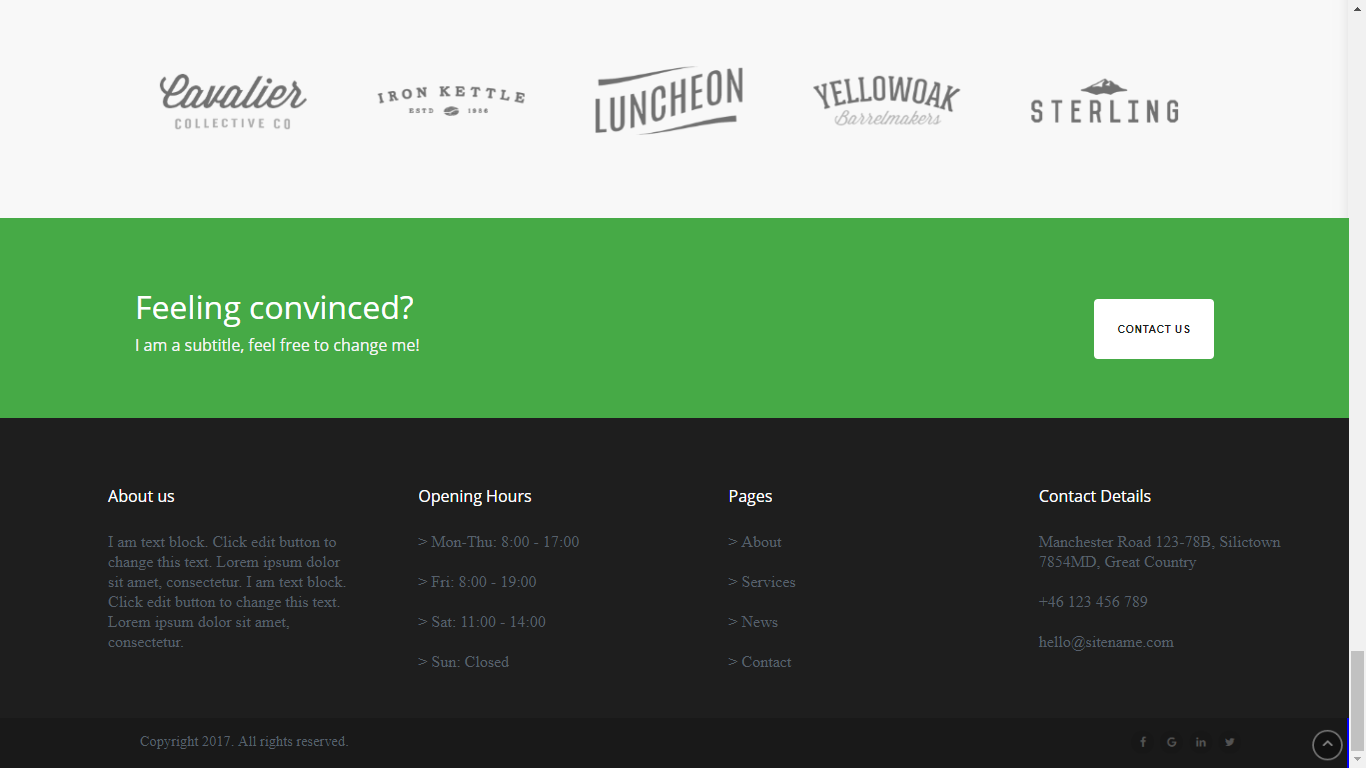 Cavalier
COLLECTIVE CO
IRON KETTLE
ESTD 1986
LUNCHEON
YELLOWOAK
Barrelmakers
STERLING
Feeling convinced?
I am a subtitle, feel free to change me!
CONTACT US
About us
I am text block. Click edit button to
change this text. Lorem ipsum dolor
sit amet, consectetur. I am text block.
Click edit button to change this text.
Lorem ipsum dolor sit amet,
consectetur.
Opening Hours
> Mon-Thu: 8:00 - 17:00
> Fri: 8:00 - 19:00
> Sat: 11:00 - 14:00
> Sun: Closed
Pages
> About
> Services
> News
> Contact
Contact Details
Manchester Road 123-78B, Silictown
7854MD, Great Country
+46 123 456 789
hello@sitename.com
Copyright 2017. All rights reserved.